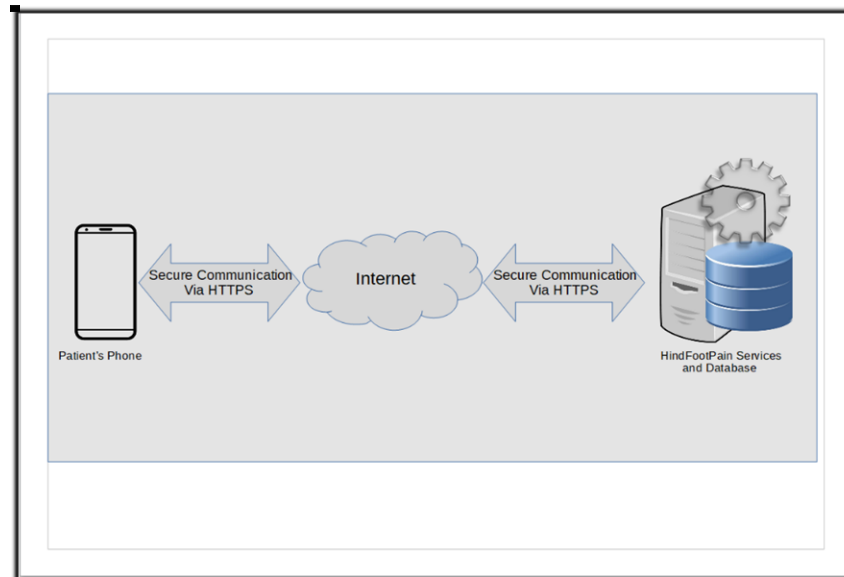 Secure Communication
Via HTTPS
Internet
Secure Communication
Via HTTPS
Patient's Phone
HindFootPain Services
and Database